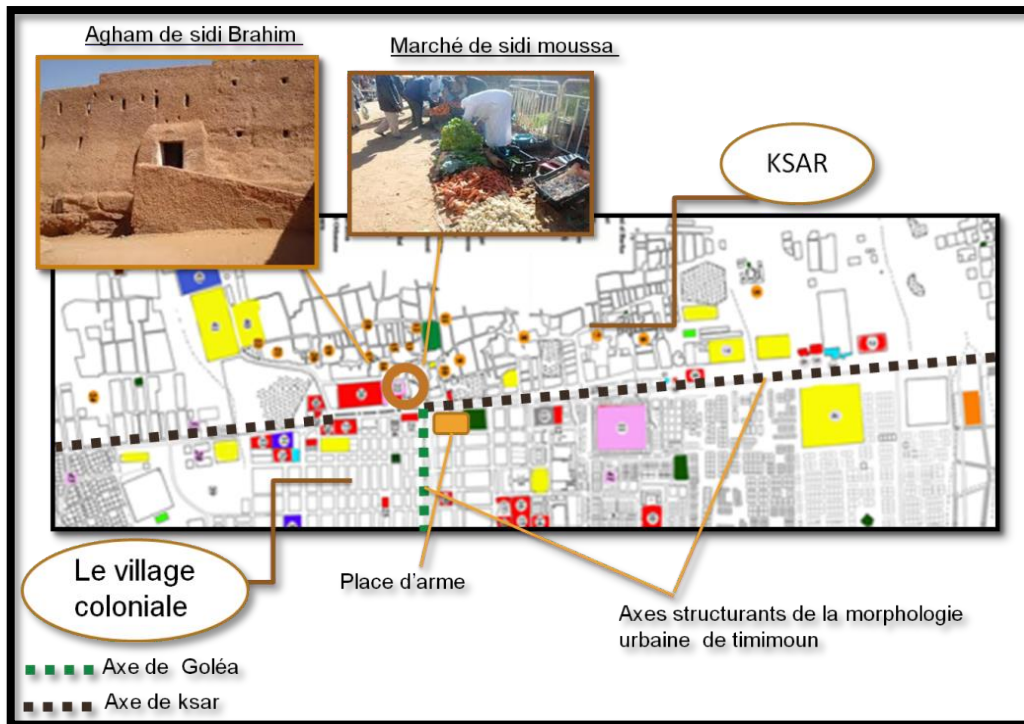 Agham de sidi Brahim
Marché de sidi moussa
KSAR
Le village
coloniale
Place d'arme
Axes structurants de la morphologie
urbaine de timimoun
Axe de Goléa
Axe de ksar